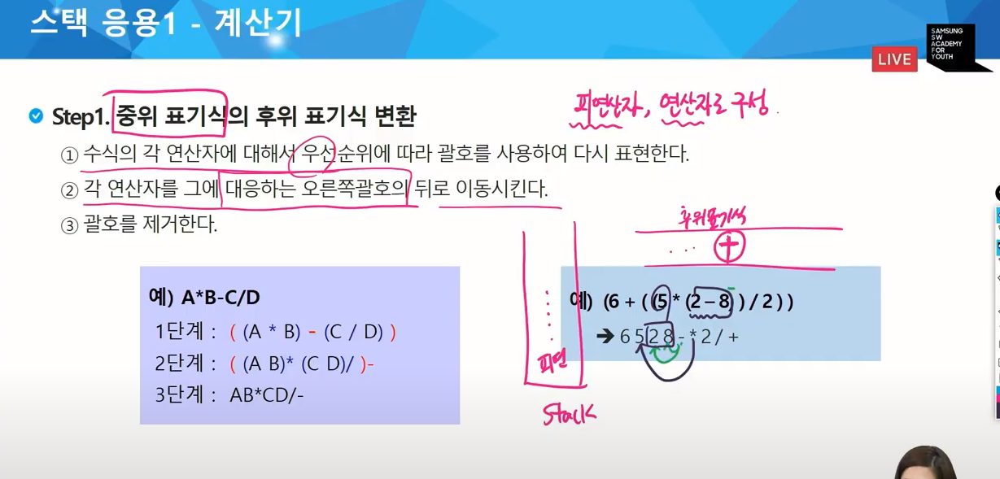 스택 응용1 - 계산기
SAMSUNG
SW
ACADEMY
FOR
YOUTH
LIVE
피연산자, 연산자로 구성.
Step1. 중위 표기식의 후위 표기식 변환
① 수식의 각 연산자에 대해서 우선순위에 따라 괄호를 사용하여 다시 표현한다.
② 각 연산자를 그에 대응하는 오른쪽괄호의 뒤로 이동시킨다.
③ 괄호를 제거한다.
후위표기식
... +
예) A*B-C/D
1단계 : ( (A * B) - (C / D) )
2단계 : ( (A B)* (C D)/ )-
3단계 : AB*CD/-
예) (6 + ( (5 * (2 – 8) ) / 2 ) )
➔ 6 5 2 8 - * 2 / +
피연
Stack